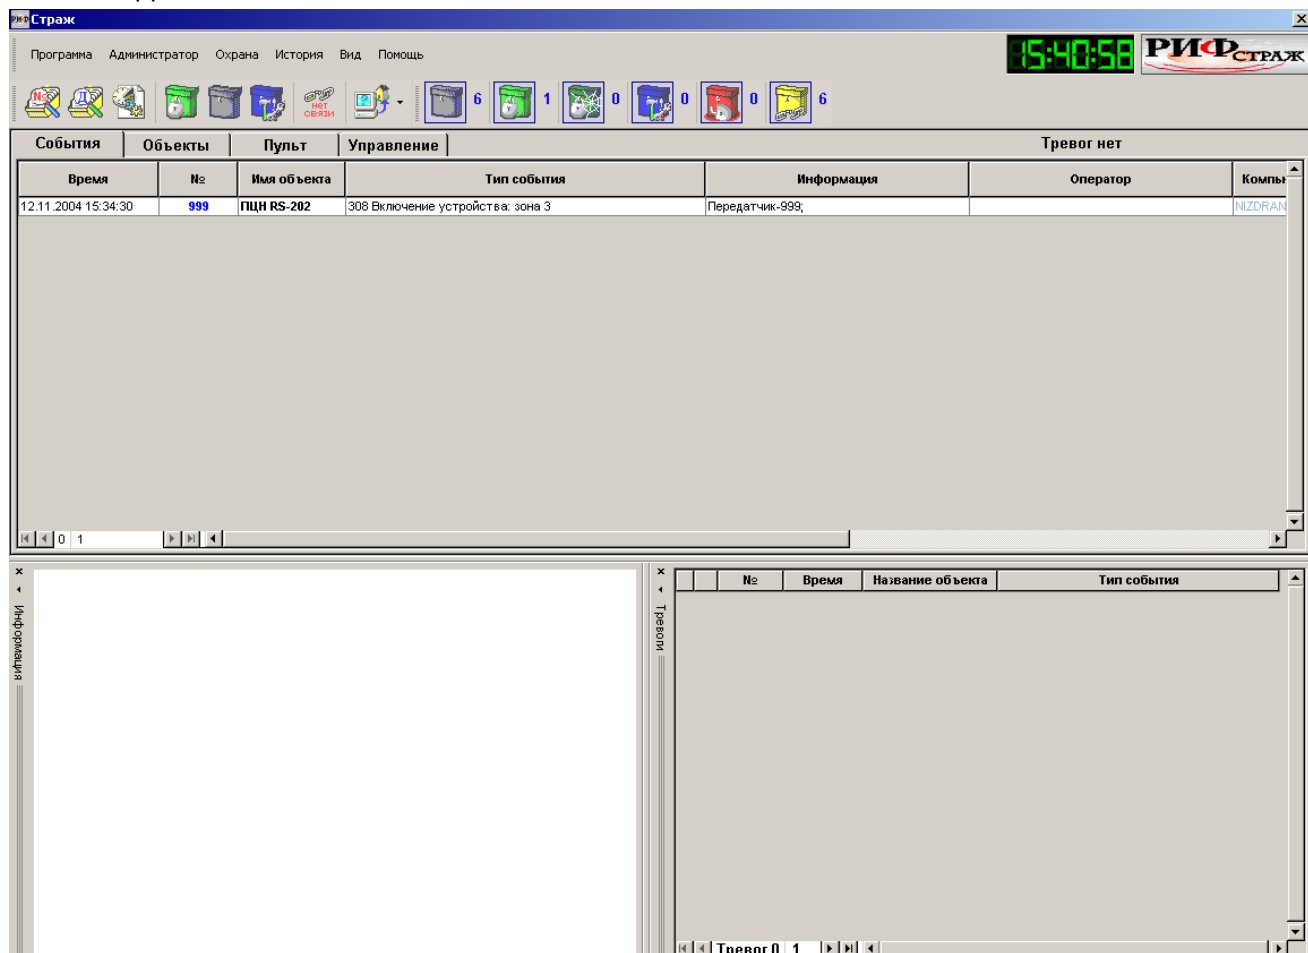 РИФ Страж
Программа Администратор Охрана История Вид Помощь
15:40:58
РИФ СТРАЖ
№ НЕТ СВЯЗИ 6 1 0 0 0 6
События Объекты Пульт Управление Тревог нет
Время № Имя объекта Тип события Информация Оператор Компью
12.11.2004 15:34:30 999 ПЦН RS-202 308 Включение устройства: зона 3 Передатчик-999; NIZDRAN
0 1
Информация
Тревоги
№ Время Название объекта Тип события
Тревог 0 1